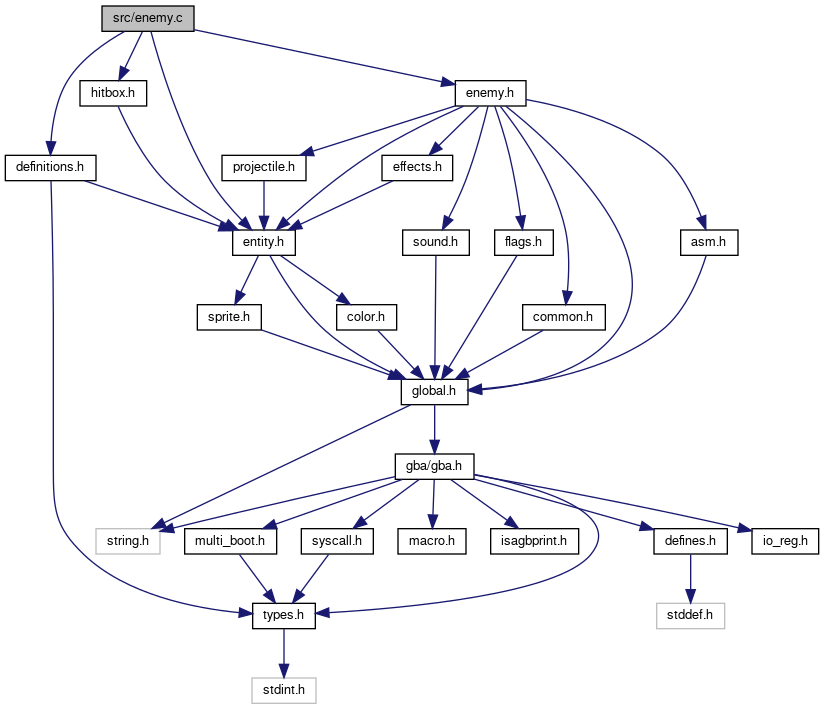 src/enemy.c
hitbox.h
enemy.h
definitions.h
projectile.h
effects.h
entity.h
sound.h
flags.h
asm.h
sprite.h
color.h
common.h
global.h
gba/gba.h
string.h
multi_boot.h
syscall.h
macro.h
isagbprint.h
defines.h
io_reg.h
types.h
stddef.h
stdint.h